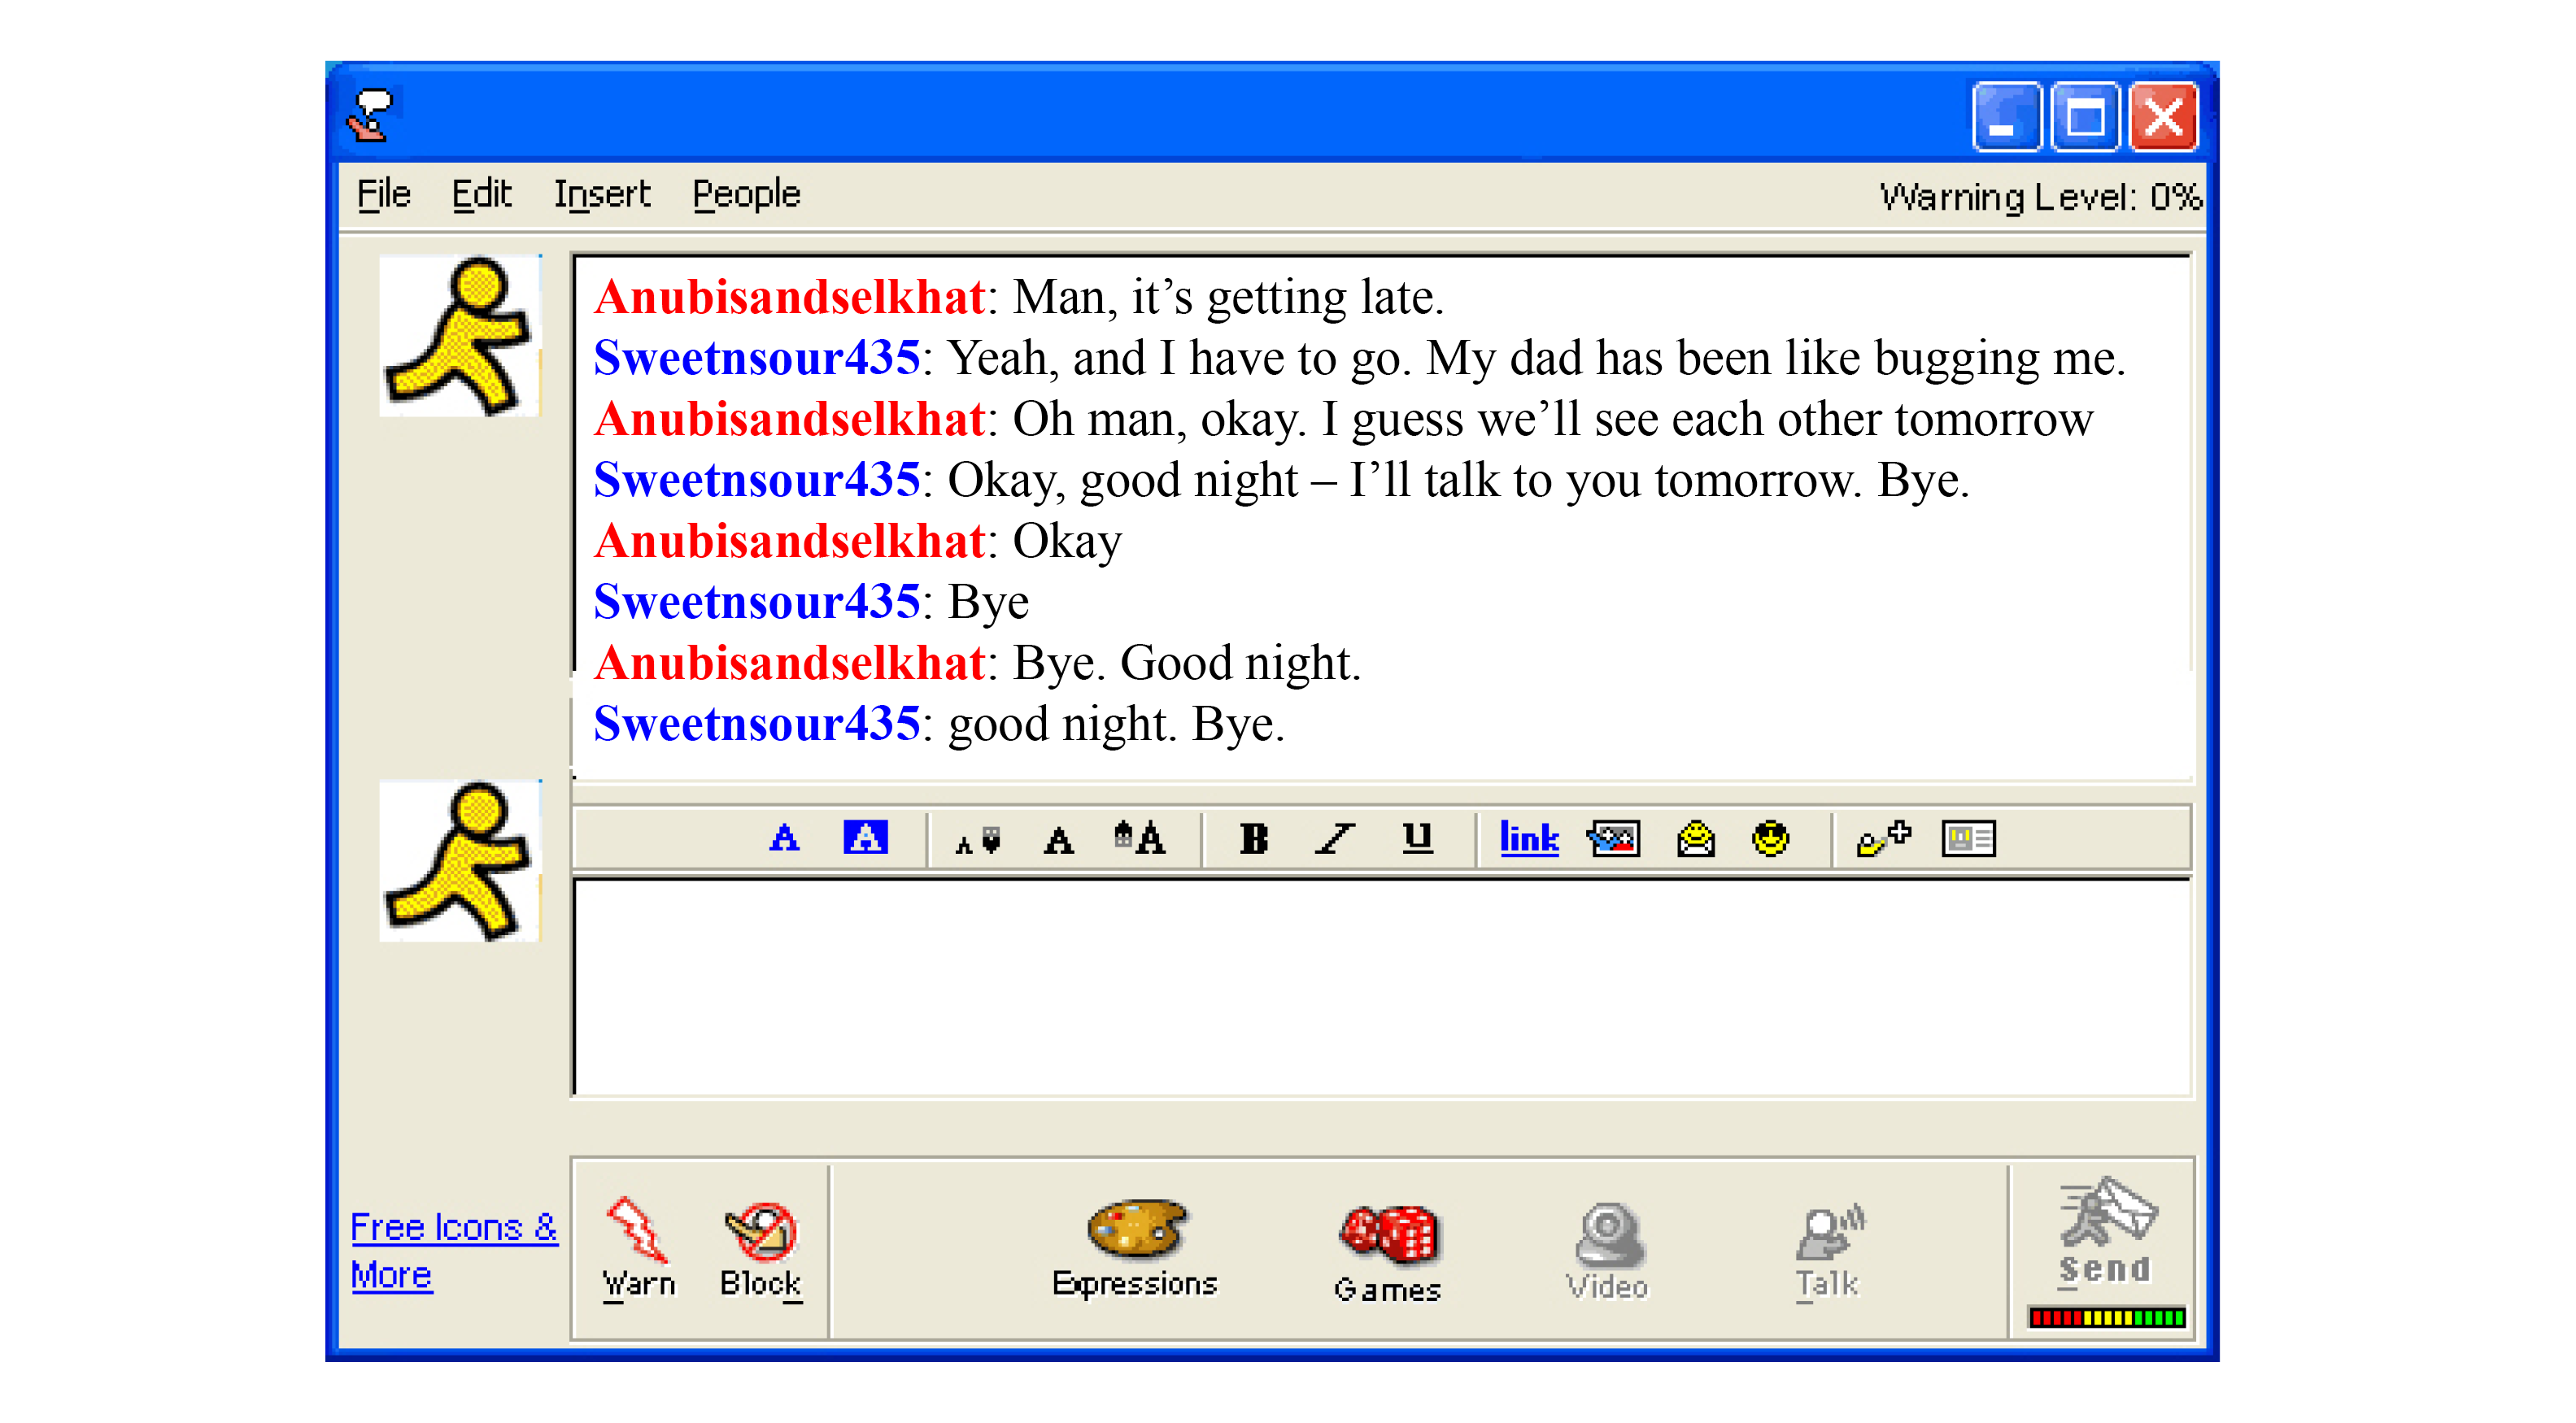 File Edit Insert People Warning Level: 0%
Anubisandselkhat: Man, it’s getting late.
Sweetnsour435: Yeah, and I have to go. My dad has been like bugging me.
Anubisandselkhat: Oh man, okay. I guess we’ll see each other tomorrow
Sweetnsour435: Okay, good night – I’ll talk to you tomorrow. Bye.
Anubisandselkhat: Okay
Sweetnsour435: Bye
Anubisandselkhat: Bye. Good night.
Sweetnsour435: good night. Bye.
A A A A A B I U link
Free Icons &
More
Warn Block Expressions Games Video Talk Send